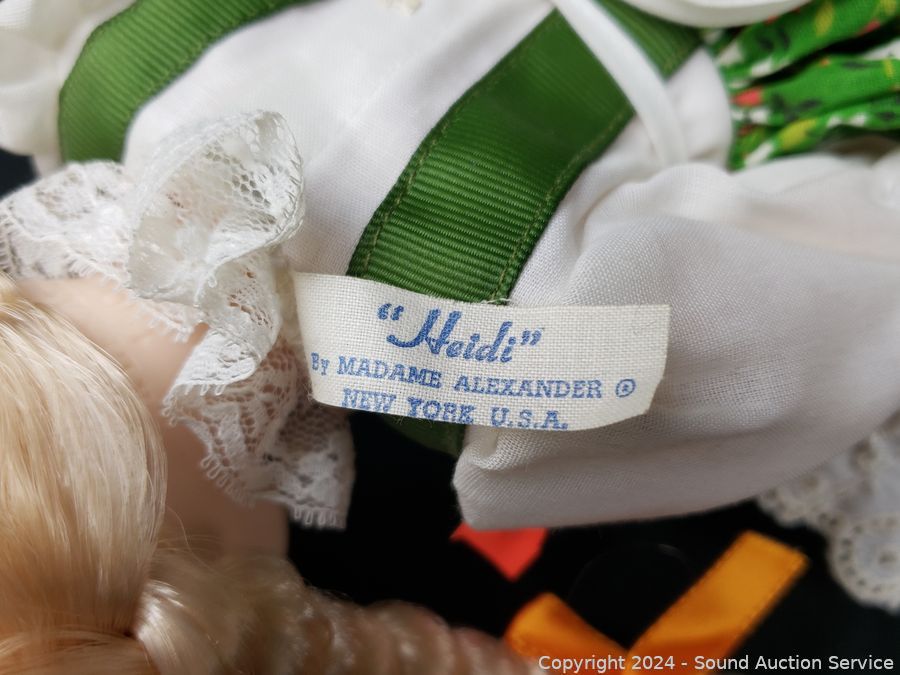 "Heidi"
By MADAME ALEXANDER ©
NEW YORK U.S.A.
Copyright 2024 - Sound Auction Service